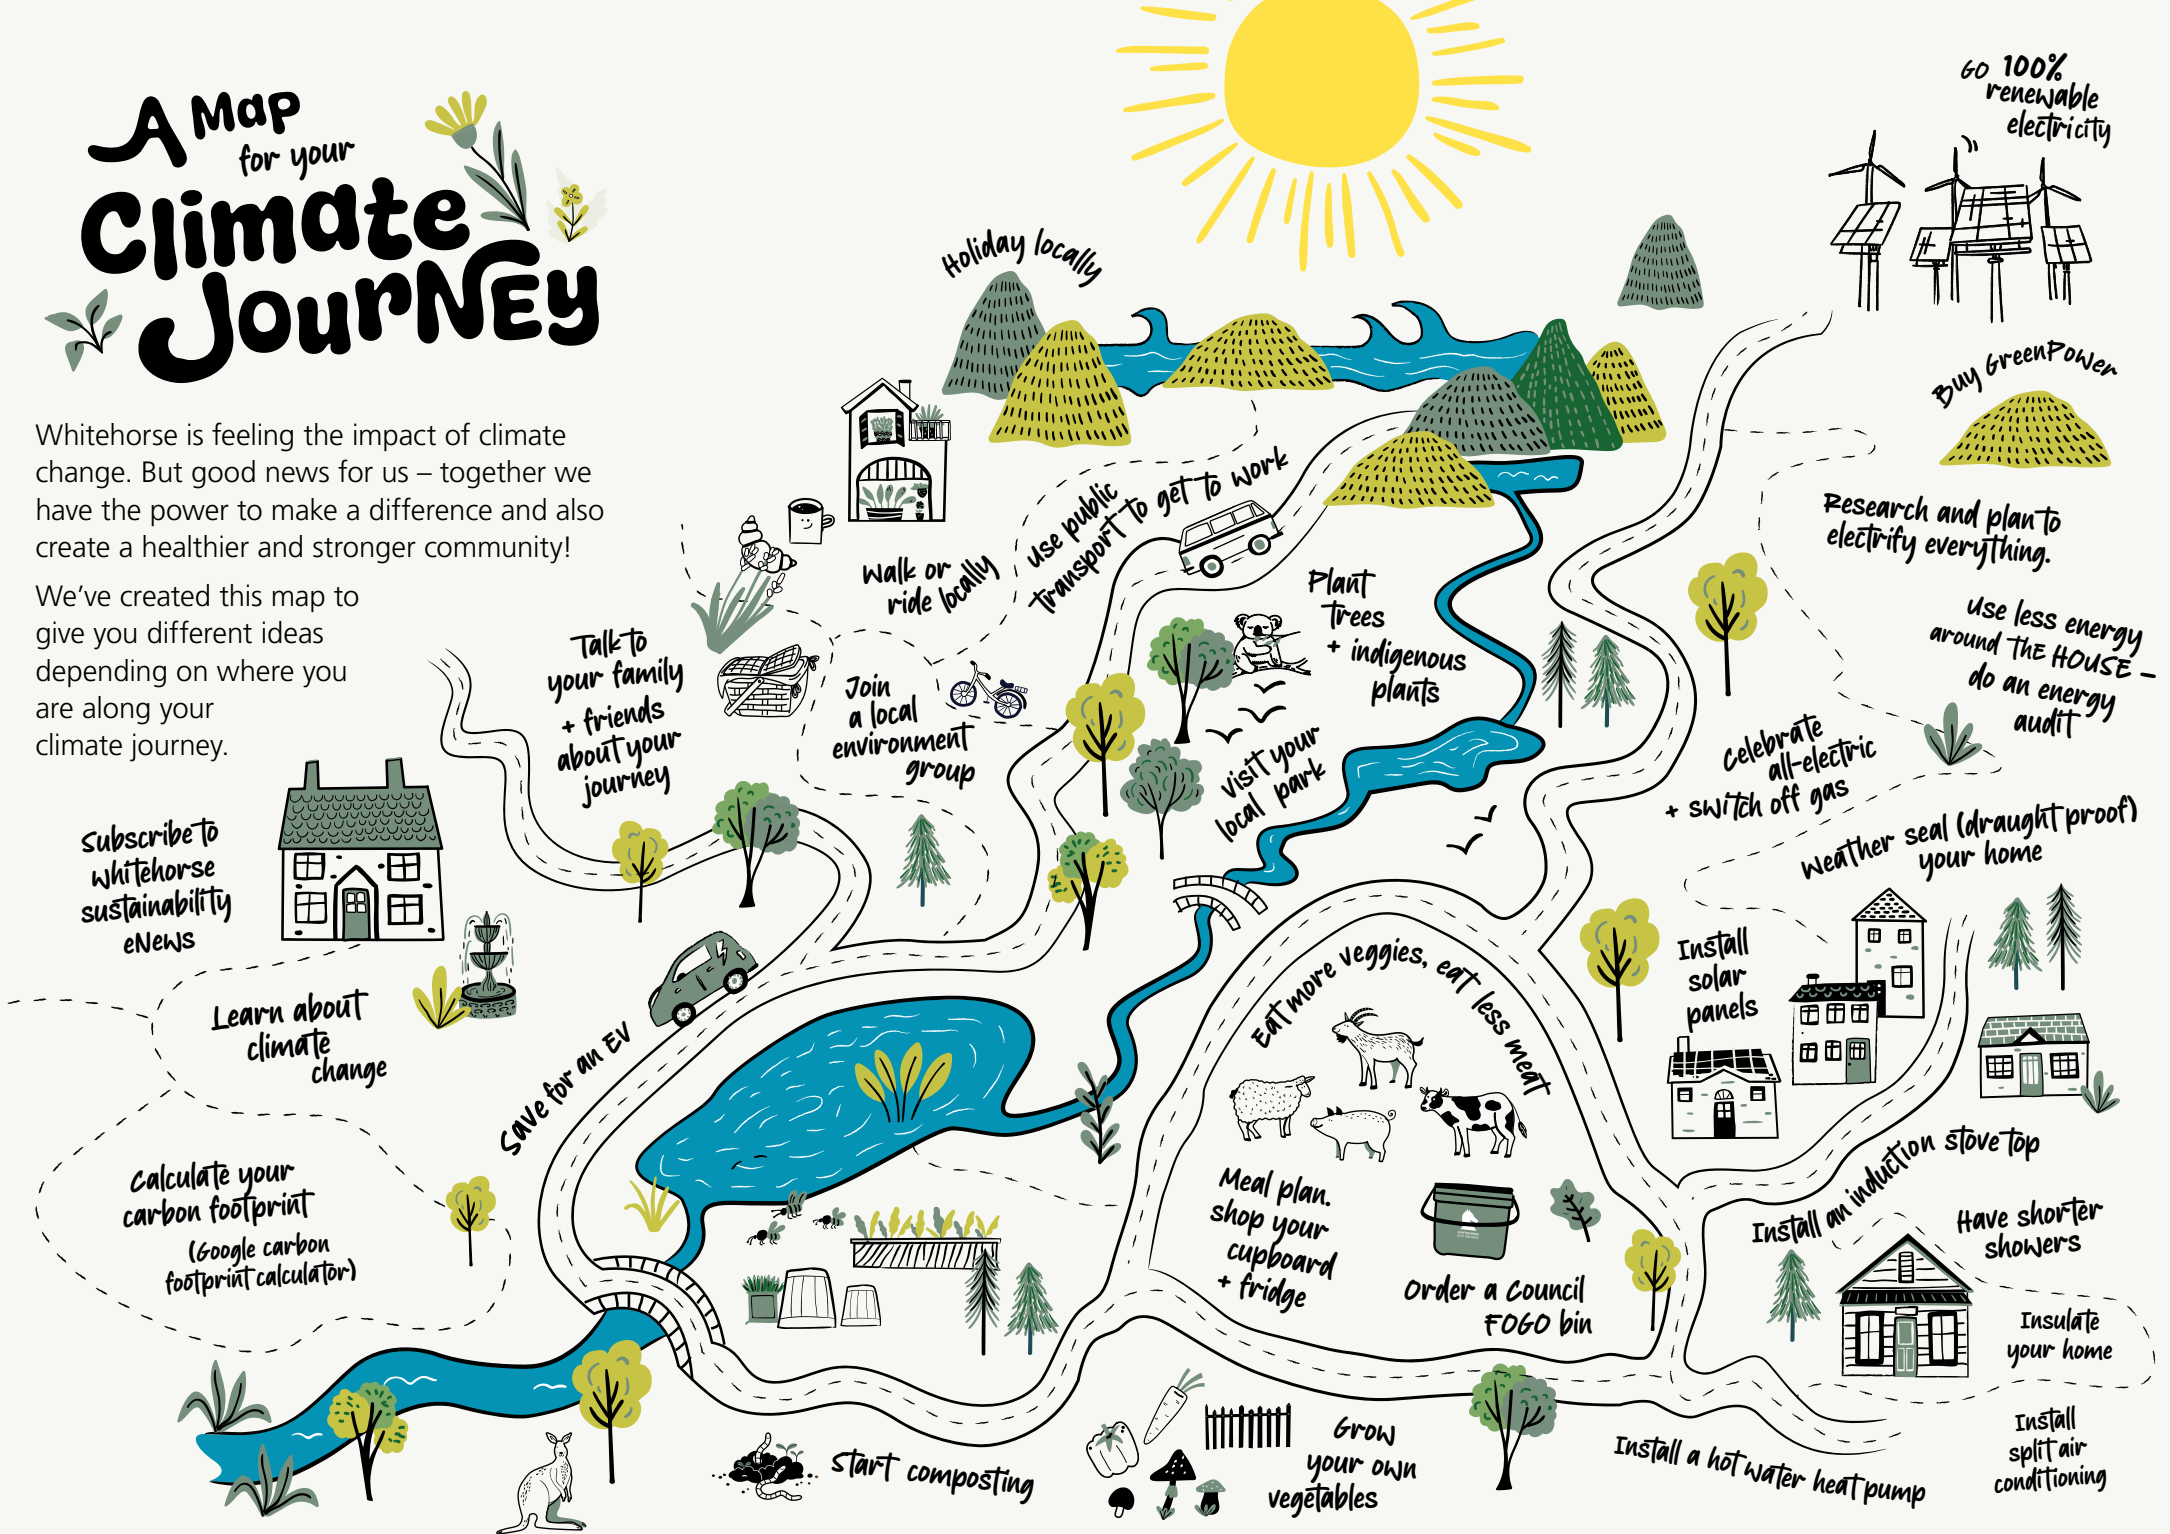 A Map
for your
Climate
Journey
Whitehorse is feeling the impact of climate
change. But good news for us – together we
have the power to make a difference and also
create a healthier and stronger community!
We've created this map to
give you different ideas
depending on where you
are along your
climate journey.
Subscribe to
whitehorse
sustainability
eNews
Learn about
climate
change
Calculate your
carbon footprint
(Google carbon
footprint calculator)
Talk to
your family
+ friends
about your
journey
Save for an EV
Join
a local
environment
group
Walk or
ride locally
use public
transport to get to work
Holiday locally
Plant
Trees
+ indigenous
plants
visit your
local park
Eat more veggies, eat less meat
Meal plan.
shop your
cupboard
+ fridge
Order a Council
FOGO bin
Start composting
Grow
your own
vegetables
GO 100%
renewable
electricity
Buy GreenPower
Research and plan to
electrify everything.
use less energy
around THE HOUSE –
do an energy
audit
Celebrate
all-electric
+ switch off gas
Weather seal (draught proof)
your home
Install
solar
panels
Install an induction stove top
Have shorter
showers
Insulate
your home
Install a hot water heat pump
Install
split air
conditioning